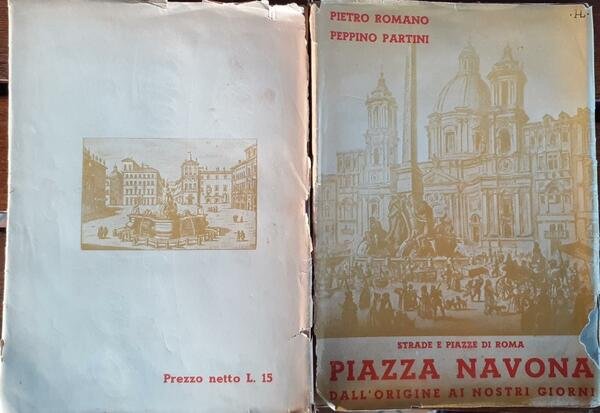 Prezzo netto L. 15
PIETRO ROMANO
PEPPINO PARTINI
STRADE E PIAZZE DI ROMA
PIAZZA NAVONA
DALL'ORIGINE AI NOSTRI GIORNI